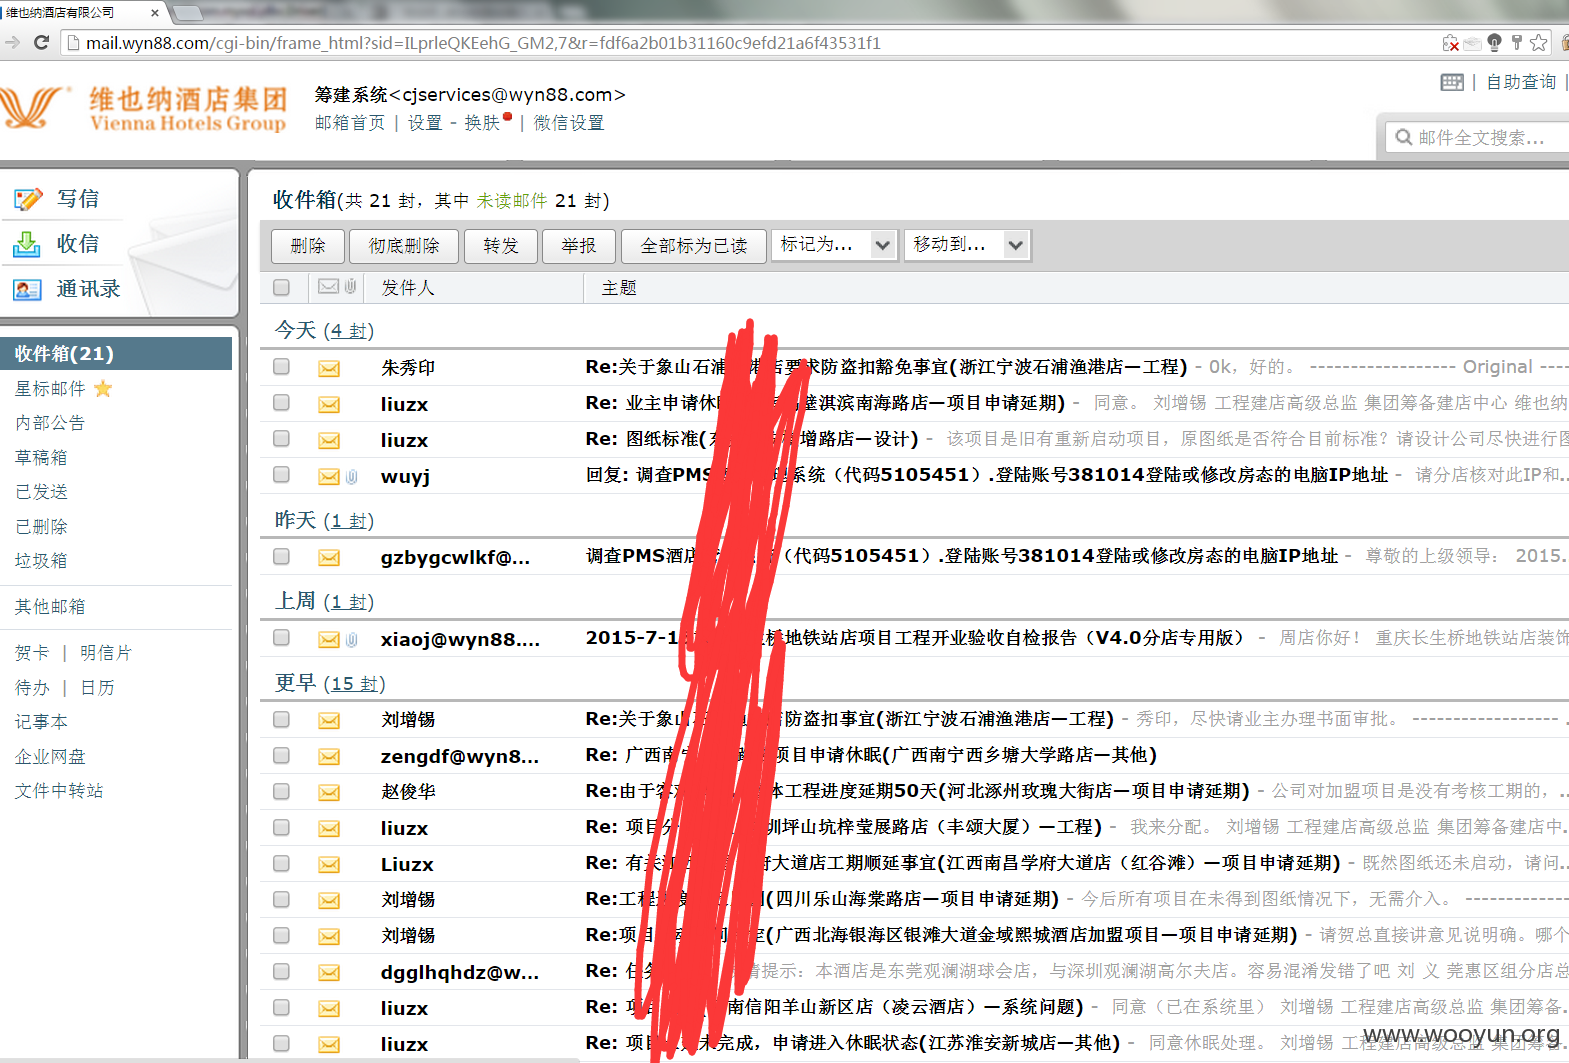 维也纳酒店有限公司
mail.wyn88.com/cgi-bin/frame_html?sid=ILprleQKEehG_GM2,7&r=fdf6a2b01b31160c9efd21a6f43531f1
维也纳酒店集团
Vienna Hotels Group
筹建系统<cjservices@wyn88.com>
邮箱首页 | 设置 - 换肤 | 微信设置
| 自助查询 |
邮件全文搜索...
写信
收信
通讯录
收件箱(21)
星标邮件
内部公告
草稿箱
已发送
已删除
垃圾箱
其他邮箱
贺卡 | 明信片
待办 | 日历
记事本
企业网盘
文件中转站
收件箱(共 21 封，其中 未读邮件 21 封)
删除 彻底删除 转发 举报 全部标为已读 标记为... 移动到...
发件人 主题
今天 (4 封)
朱秀印 Re:关于象山石浦 要求防盗扣豁免事宜(浙江宁波石浦渔港店—工程) - Ok，好的。 ------------------ Original ----
liuzx Re: 业主申请休 淇滨南海路店—项目申请延期) - 同意。 刘增锡 工程建店高级总监 集团筹备建店中心 维也纳
liuzx Re: 图纸标准( 增路店—设计) - 该项目是旧有重新启动项目，原图纸是否符合目前标准？请设计公司尽快进行图
wuyj 回复: 调查PMS 系统（代码5105451）.登陆账号381014登陆或修改房态的电脑IP地址 - 请分店核对此IP和...
昨天 (1 封)
gzbygcwlkf@... 调查PMS酒店 （代码5105451）.登陆账号381014登陆或修改房态的电脑IP地址 - 尊敬的上级领导： 2015.
上周 (1 封)
xiaoj@wyn88.... 2015-7-1 桥地铁站店项目工程开业验收自检报告（V4.0分店专用版） - 周店你好！ 重庆长生桥地铁站店装饰
更早 (15 封)
刘增锡 Re:关于象山 防盗扣事宜(浙江宁波石浦渔港店—工程) - 秀印，尽快请业主办理书面审批。 ------------------ .
zengdf@wyn8... Re: 广西南 项目申请休眠(广西南宁西乡塘大学路店—其他)
赵俊华 Re:由于客 工程进度延期50天(河北涿州玫瑰大街店—项目申请延期) - 公司对加盟项目是没有考核工期的，...
liuzx Re: 项目分 圳坪山坑梓莹展路店（丰颂大厦）—工程) - 我来分配。 刘增锡 工程建店高级总监 集团筹备建店中.
Liuzx Re: 有关 府大道店工期顺延事宜(江西南昌学府大道店（红谷滩）—项目申请延期) - 既然图纸还未启动，请问...
刘增锡 Re:工程 (四川乐山海棠路店—项目申请延期) - 今后所有项目在未得到图纸情况下，无需介入。 -------------
刘增锡 Re:项目 (广西北海银海区银滩大道金域熙城酒店加盟项目—项目申请延期) - 请贺总直接讲意见说明确。哪个
dgglhqhdz@w... Re: 任务 提示：本酒店是东莞观澜湖球会店，与深圳观澜湖高尔夫店。容易混淆发错了吧 刘 义 莞惠区组分店总
liuzx Re: 项目 南信阳羊山新区店（凌云酒店）—系统问题) - 同意（已在系统里） 刘增锡 工程建店高级总监 集团筹备.
liuzx Re: 项目 未完成，申请进入休眠状态(江苏淮安新城店—其他) - 同意休眠处理。 刘增锡 工程建店高级总监 集团筹备...
www.wooyun.org